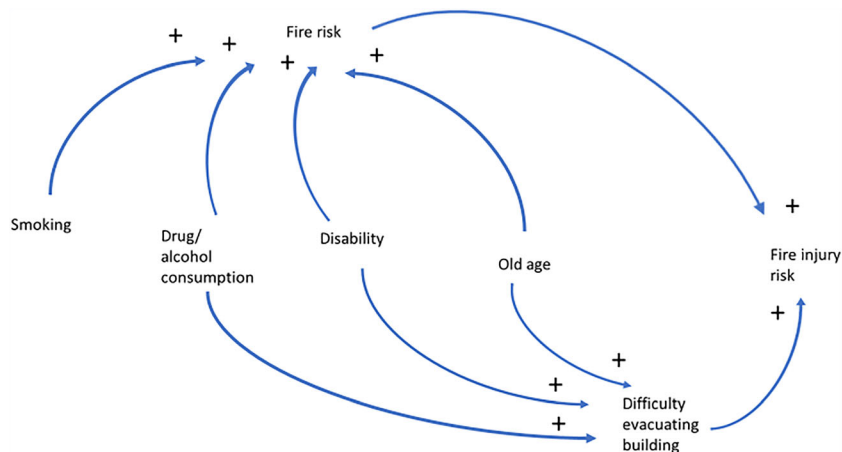 +
+
Fire risk
+
+
+
Smoking
Drug/
alcohol
consumption
Disability
Old age
Fire injury
risk
+
+
+
+
Difficulty
evacuating
building